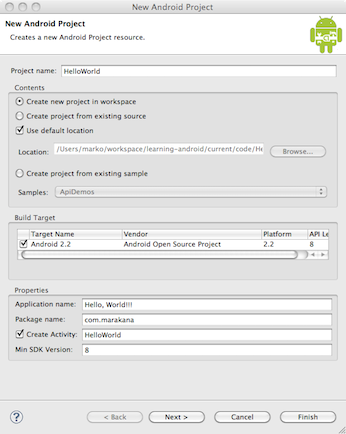 New Android Project
New Android Project
Creates a new Android Project resource.
Project name: HelloWorld
Contents
Create new project in workspace
Create project from existing source
Use default location
Location: /Users/marko/workspace/learning-android/current/code/He Browse...
Create project from existing sample
Samples: ApiDemos
Build Target
Target Name Vendor Platform API Le
Android 2.2 Android Open Source Project 2.2 8
Properties
Application name: Hello, World!!!
Package name: com.marakana
Create Activity: HelloWorld
Min SDK Version: 8
? < Back Next > Cancel Finish